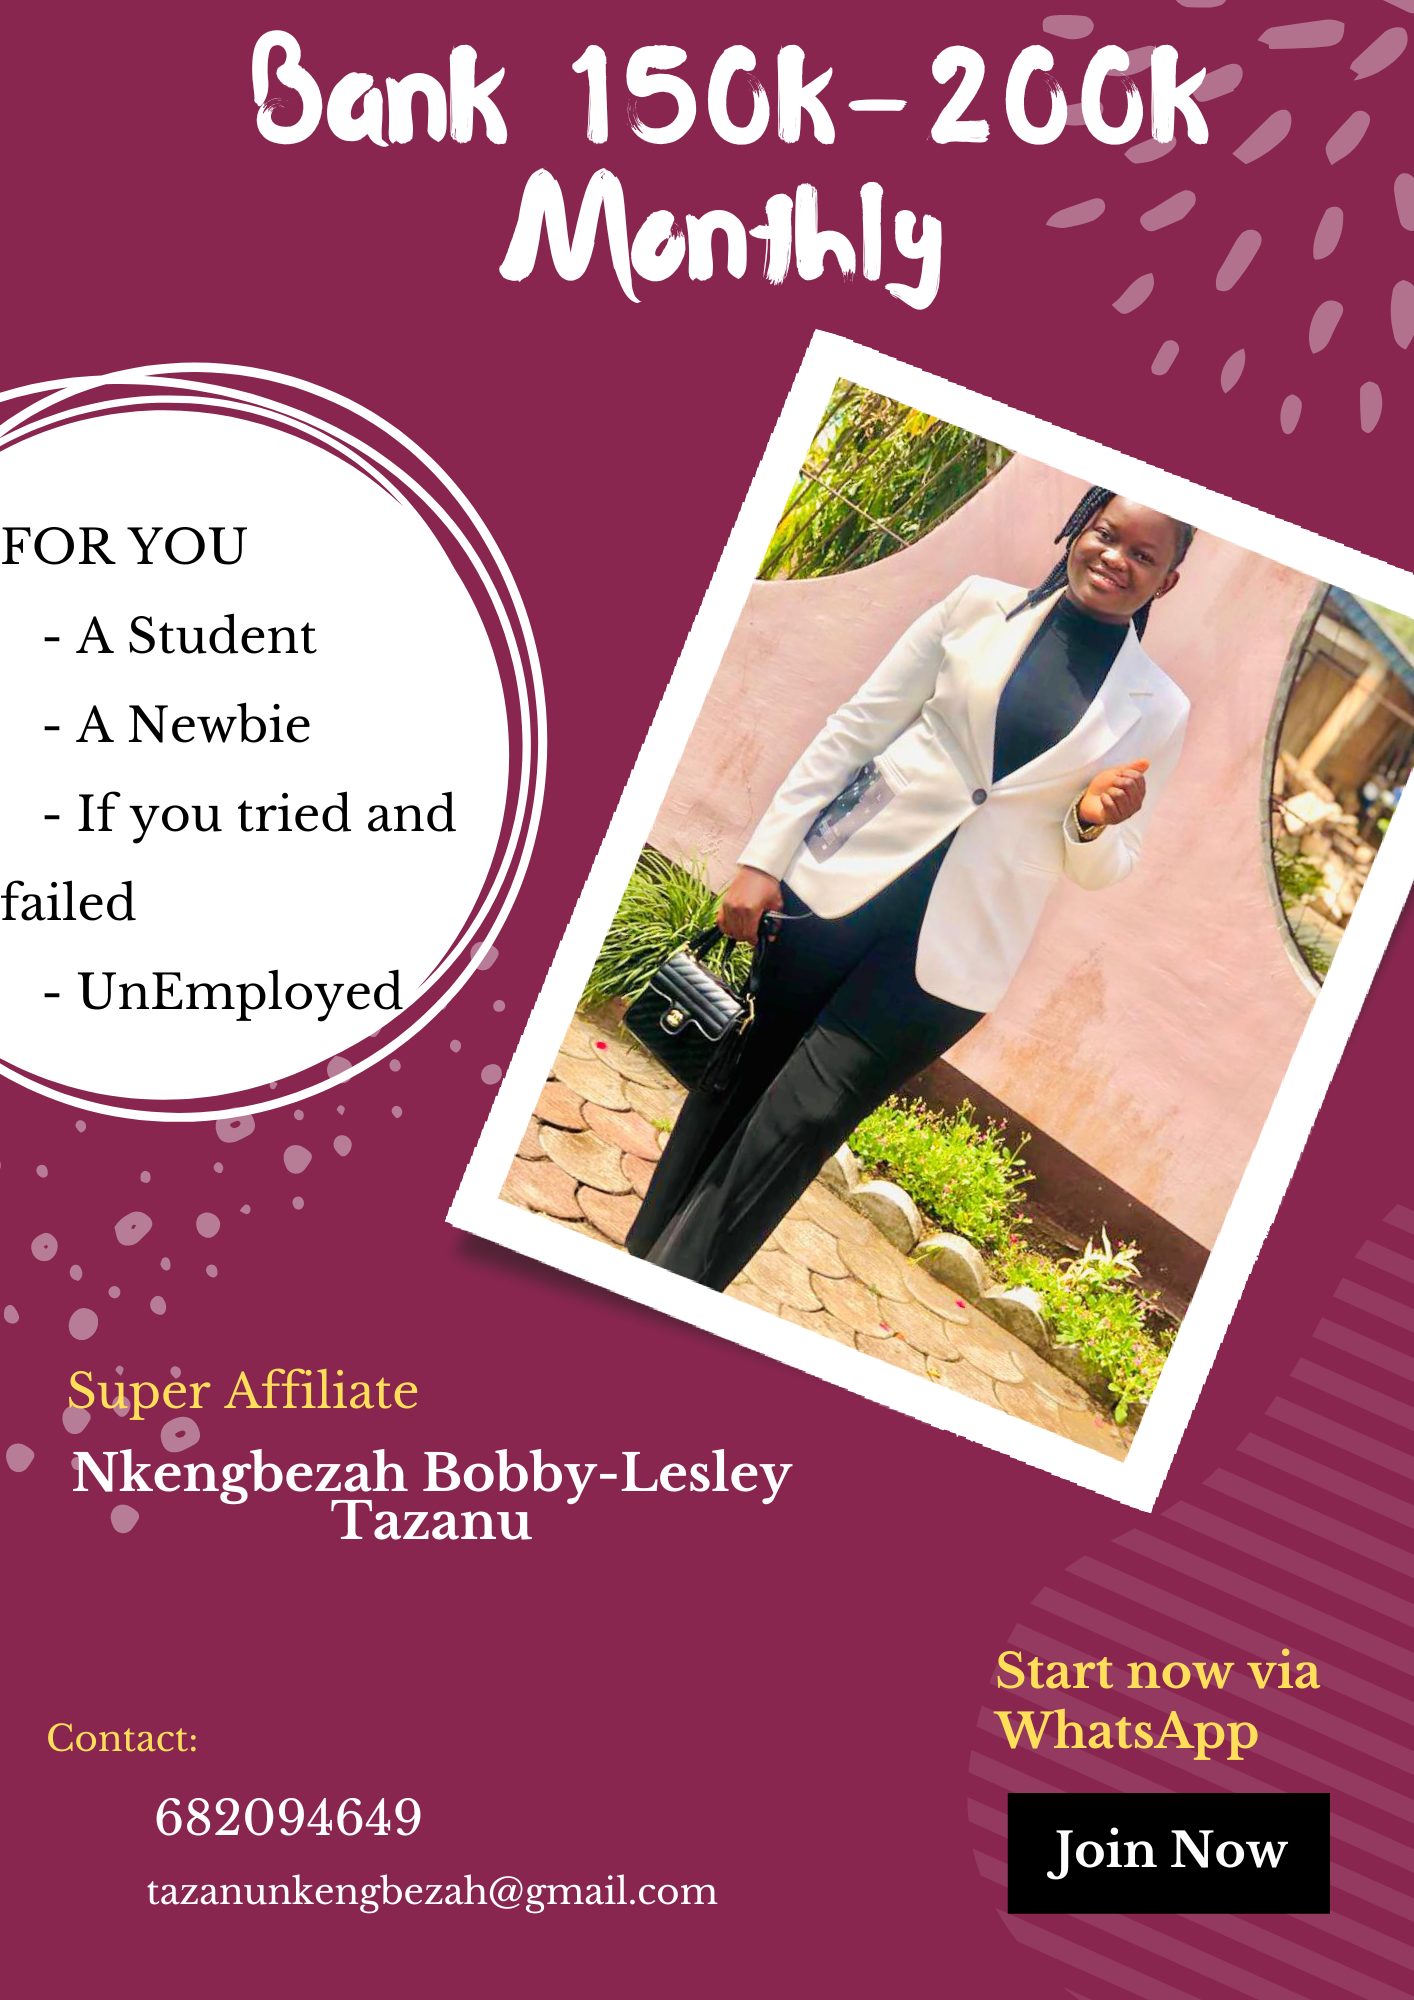 Bank 150k-200k
Monthly
FOR YOU
- A Student
- A Newbie
- If you tried and
failed
- UnEmployed
Super Affiliate
Nkengbezah Bobby-Lesley
Tazanu
Contact:
682094649
tazanunkengbezah@gmail.com
Start now via
WhatsApp
Join Now